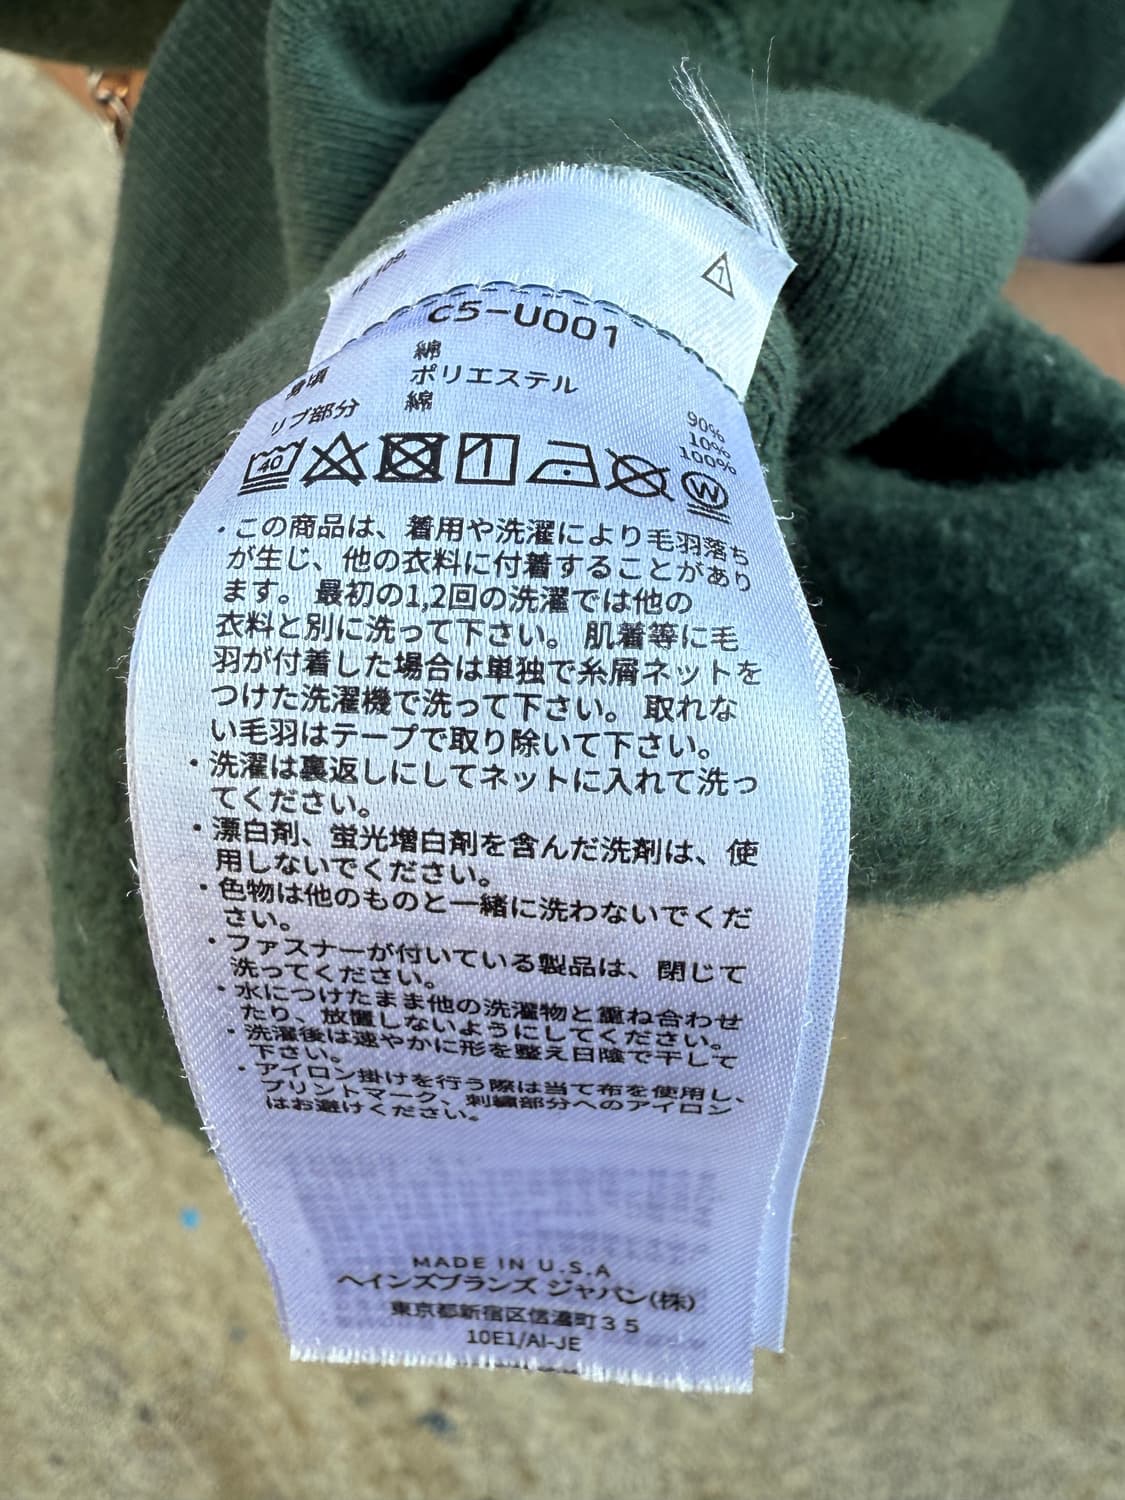 C5-U001
綿 90%
身頃 ポリエステル 10%
リブ部分 綿 100%
40
W
・この商品は、着用や洗濯により毛羽落ち
が生じ、他の衣料に付着することがあり
ます。 最初の1,2回の洗濯では他の
衣料と別に洗って下さい。 肌着等に毛
羽が付着した場合は単独で糸屑ネットを
つけた洗濯機で洗って下さい。 取れな
い毛羽はテープで取り除いて下さい。
・洗濯は裏返しにしてネットに入れて洗っ
てください。
・漂白剤、蛍光増白剤を含んだ洗剤は、使
用しないでください。
・色物は他のものと一緒に洗わないでくだ
さい。
・ファスナーが付いている製品は、閉じて
洗ってください。
・水につけたまま他の洗濯物と重ね合わせ
たり、放置しないようにしてください。
・洗濯後は速やかに形を整え日陰で干して
下さい。
・アイロン掛けを行う際は当て布を使用し、
プリントマーク、刺繍部分へのアイロン
はお避けください。
MADE IN U.S.A
ヘインズブランズ ジャパン(株)
東京都新宿区信濃町35
10E1/AI-JE